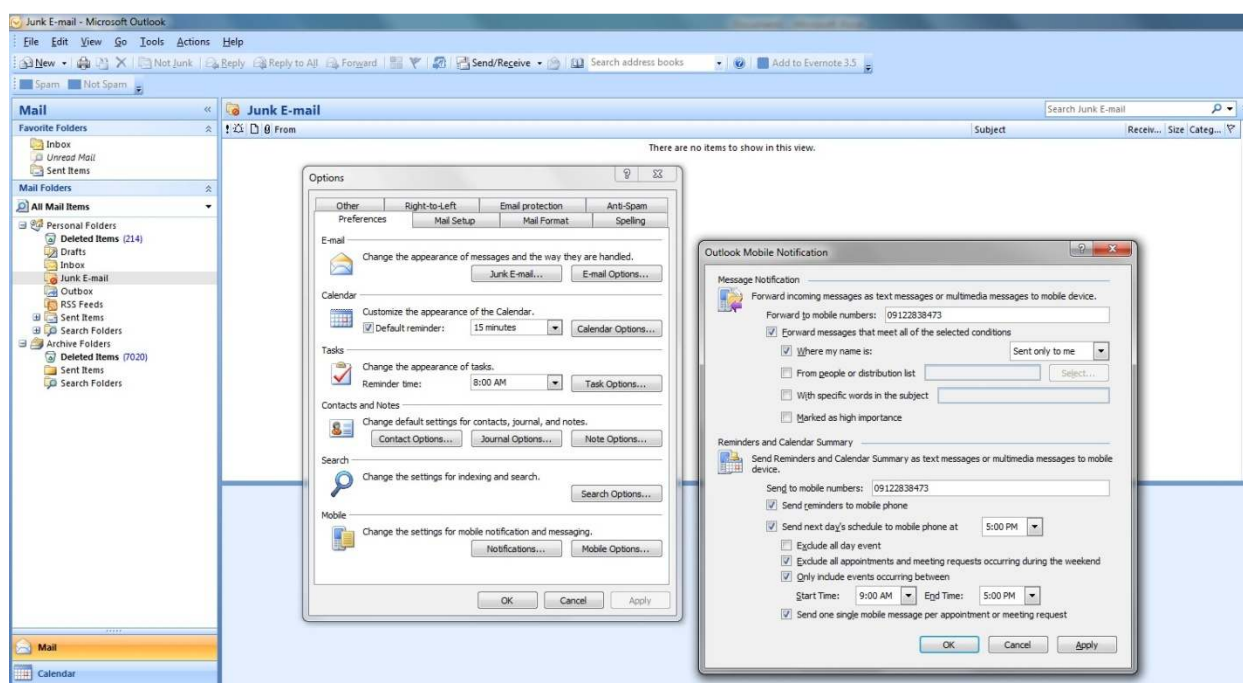 Junk E-mail - Microsoft Outlook
File Edit View Go Tools Actions Help
New Not Junk Reply Reply to All Forward Send/Receive Search address books Add to Evernote 3.5
Spam Not Spam
Mail
Favorite Folders
Inbox
Unread Mail
Sent Items
Mail Folders
All Mail Items
Personal Folders
Deleted Items (214)
Drafts
Inbox
Junk E-mail
Outbox
RSS Feeds
Sent Items
Search Folders
Archive Folders
Deleted Items (7020)
Sent Items
Search Folders
Mail
Calendar
Junk E-mail
Search Junk E-mail
From Subject Receiv... Size Categ...
There are no items to show in this view.
Options
Other Right-to-Left Email protection Anti-Spam
Preferences Mail Setup Mail Format Spelling
E-mail
Change the appearance of messages and the way they are handled.
Junk E-mail... E-mail Options...
Calendar
Customize the appearance of the Calendar.
Default reminder: 15 minutes Calendar Options...
Tasks
Change the appearance of tasks.
Reminder time: 8:00 AM Task Options...
Contacts and Notes
Change default settings for contacts, journal, and notes.
Contact Options... Journal Options... Note Options...
Search
Change the settings for indexing and search.
Search Options...
Mobile
Change the settings for mobile notification and messaging.
Notifications... Mobile Options...
OK Cancel Apply
Outlook Mobile Notification
Message Notification
Forward incoming messages as text messages or multimedia messages to mobile device.
Forward to mobile numbers: 09122838473
Forward messages that meet all of the selected conditions
Where my name is: Sent only to me
From people or distribution list Select...
With specific words in the subject
Marked as high importance
Reminders and Calendar Summary
Send Reminders and Calendar Summary as text messages or multimedia messages to mobile
device.
Send to mobile numbers: 09122838473
Send reminders to mobile phone
Send next day's schedule to mobile phone at 5:00 PM
Exclude all day event
Exclude all appointments and meeting requests occurring during the weekend
Only include events occurring between
Start Time: 9:00 AM End Time: 5:00 PM
Send one single mobile message per appointment or meeting request
OK Cancel Apply